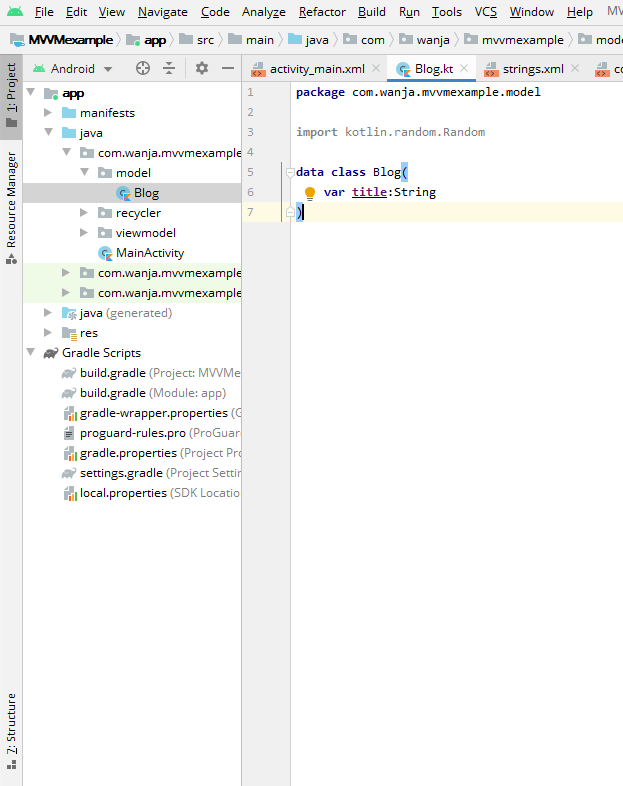 File Edit View Navigate Code Analyze Refactor Build Run Tools VCS Window Help MV
MVVMexample app src main java com wanja mvvmexample mode
1: Project
Resource Manager
7: Structure
Android
app
manifests
java
com.wanja.mvvmexample
model
Blog
recycler
viewmodel
MainActivity
com.wanja.mvvmexample
com.wanja.mvvmexample
java (generated)
res
Gradle Scripts
build.gradle (Project: MVVMe
build.gradle (Module: app)
gradle-wrapper.properties (G
proguard-rules.pro (ProGuar
gradle.properties (Project Pro
settings.gradle (Project Settin
local.properties (SDK Locatio
activity_main.xml Blog.kt strings.xml co
1 package com.wanja.mvvmexample.model
2
3 import kotlin.random.Random
4
5 data class Blog(
6 var title:String
7 )